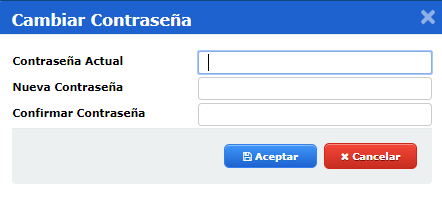 Cambiar Contraseña
Contraseña Actual
Nueva Contraseña
Confirmar Contraseña
Aceptar
Cancelar